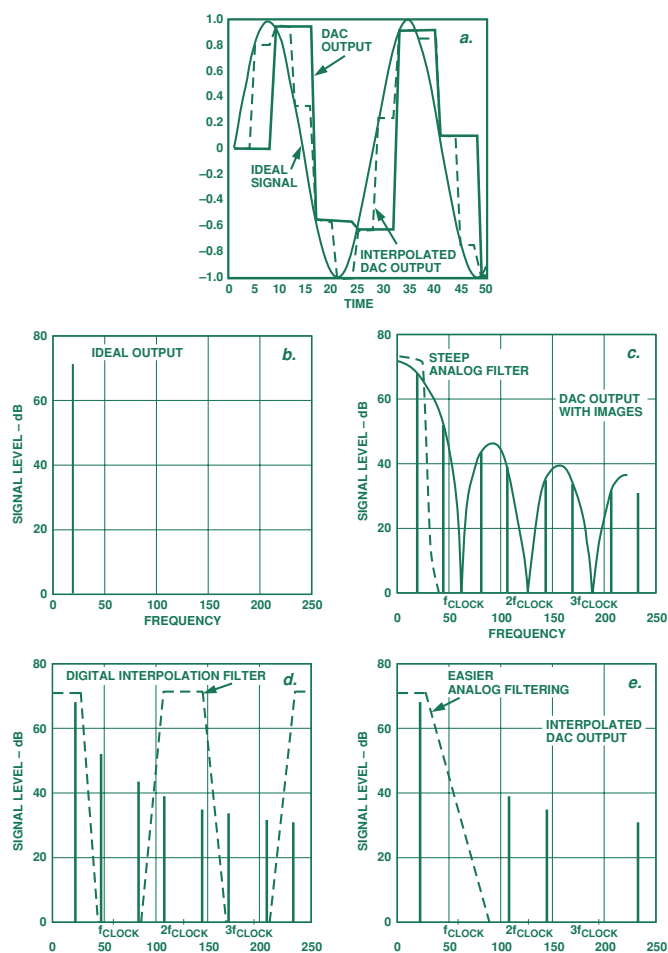 1.0
0.8
0.6
0.4
0.2
0
–0.2
–0.4
–0.6
–0.8
–1.0
a.
DAC
OUTPUT
IDEAL
SIGNAL
INTERPOLATED
DAC OUTPUT
0 5 10 15 20 25 30 35 40 45 50
TIME
80
60
40
20
0
SIGNAL LEVEL – dB
IDEAL OUTPUT
b.
0 50 100 150 200 250
FREQUENCY
80
60
40
20
0
SIGNAL LEVEL – dB
STEEP
ANALOG FILTER
c.
DAC OUTPUT
WITH IMAGES
fCLOCK 2fCLOCK 3fCLOCK
0 50 100 150 200 250
FREQUENCY
80
60
40
20
0
SIGNAL LEVEL – dB
DIGITAL INTERPOLATION FILTER
d.
fCLOCK 2fCLOCK 3fCLOCK
0 50 100 150 200 250
80
60
40
20
0
SIGNAL LEVEL – dB
EASIER
ANALOG FILTERING
e.
INTERPOLATED
DAC OUTPUT
fCLOCK 2fCLOCK 3fCLOCK
0 50 100 150 200 250